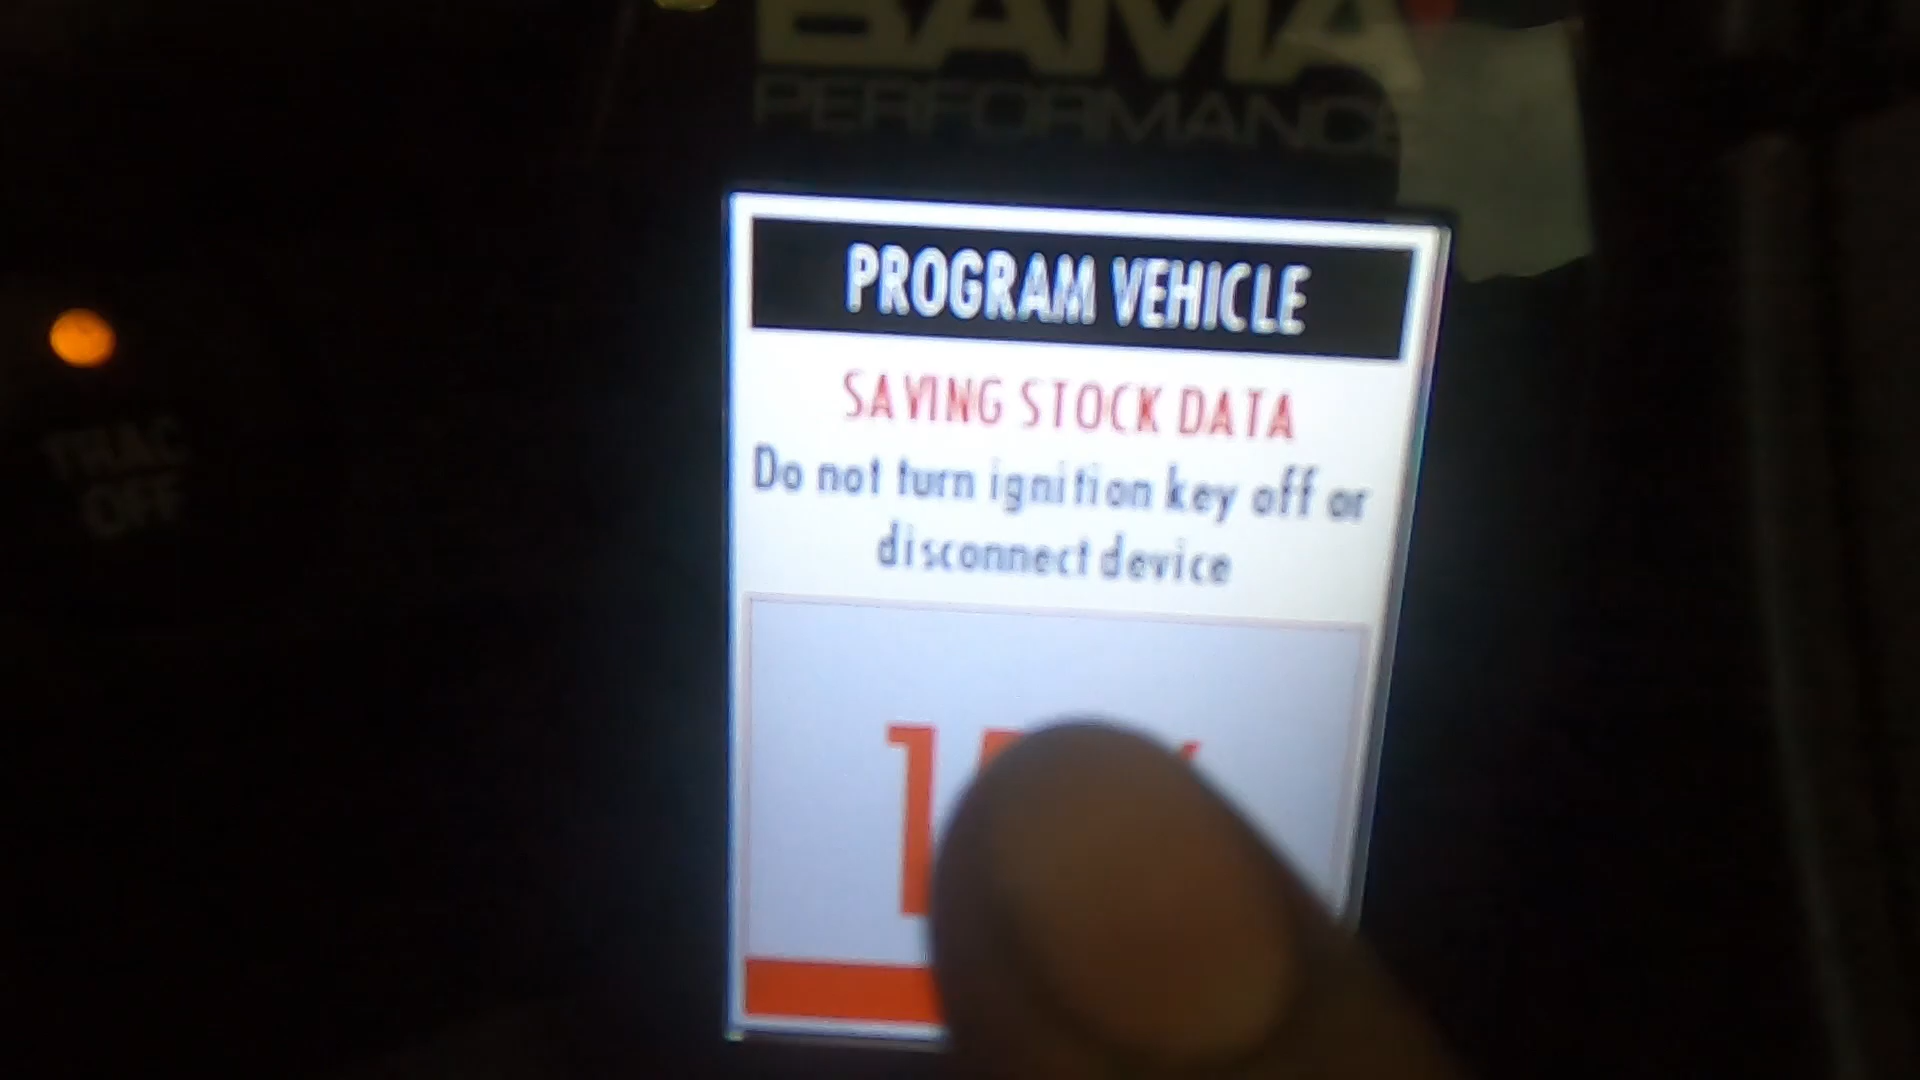 BAMA
PERFORMANCE
PROGRAM VEHICLE
SAVING STOCK DATA
Do not turn ignition key off or
disconnect device
TRAC
OFF